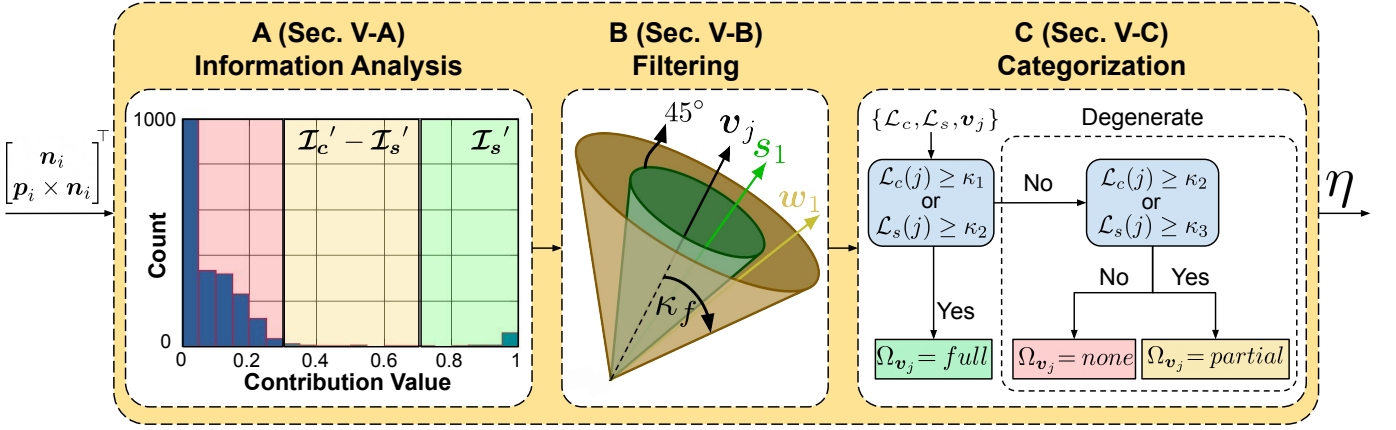 [n_i
p_i × n_i]^⊤
A (Sec. V-A)
Information Analysis
1000
0
Count
I_c′ − I_s′
I_s′
0
0.2
0.4
0.6
0.8
1
Contribution Value
B (Sec. V-B)
Filtering
45°
v_j
s_1
w_1
κ_f
C (Sec. V-C)
Categorization
{L_c, L_s, v_j}
Degenerate
L_c(j) ≥ κ_1
or
L_s(j) ≥ κ_2
No
L_c(j) ≥ κ_2
or
L_s(j) ≥ κ_3
Yes
No
Yes
Ω_{v_j} = full
Ω_{v_j} = none
Ω_{v_j} = partial
η